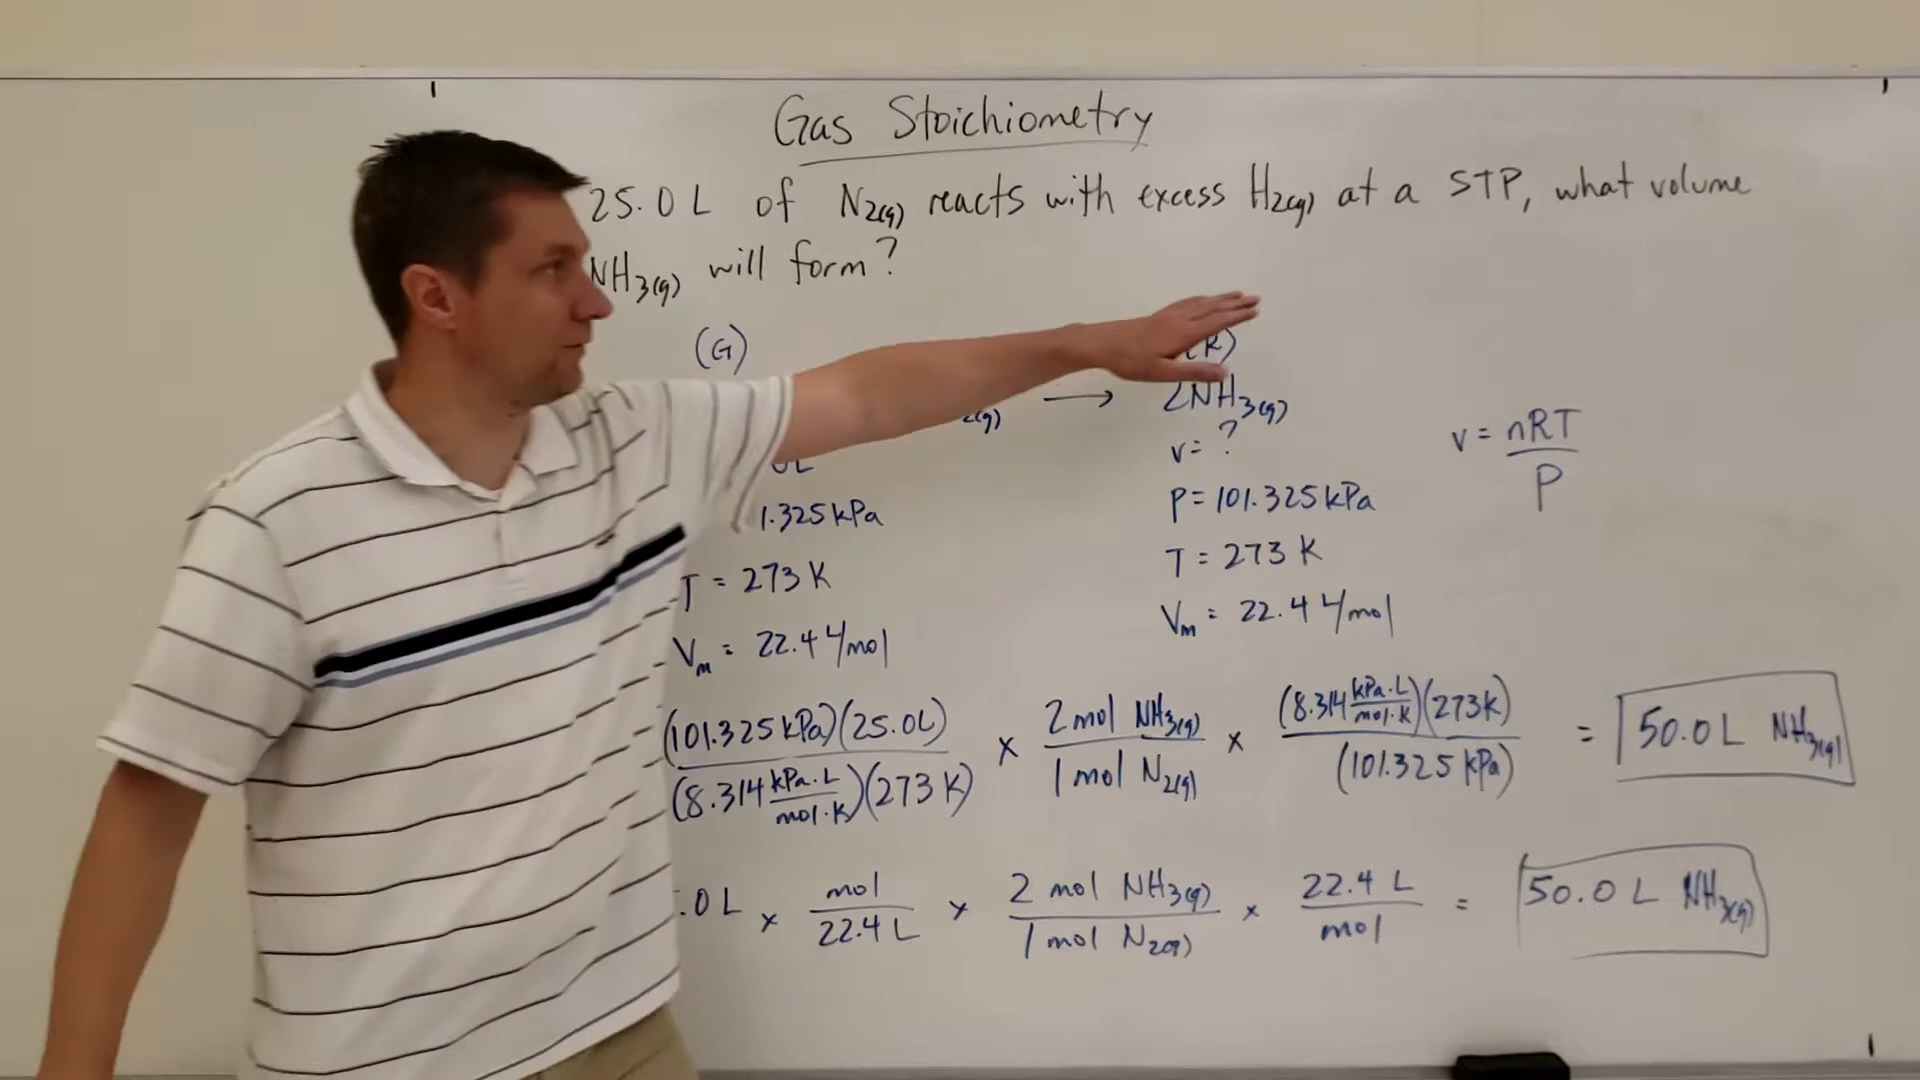 Gas Stoichiometry
25.0 L of N2(g) reacts with excess H2(g) at a STP, what volume
NH3(g) will form?
(G) (R)
2(g) → 2NH3(g)
0L v = ?
1.325 kPa P = 101.325 kPa
T = 273 K T = 273 K
Vm = 22.4 L/mol Vm = 22.4 L/mol
v = nRT/P
(101.325 kPa)(25.0L)/(8.314 kPa·L/mol·K)(273 K) x 2 mol NH3(g)/1 mol N2(g) x (8.314 kPa·L/mol·K)(273K)/(101.325 kPa) = 50.0 L NH3(g)
.0 L x mol/22.4 L x 2 mol NH3(g)/1 mol N2(g) x 22.4 L/mol = 50.0 L NH3(g)